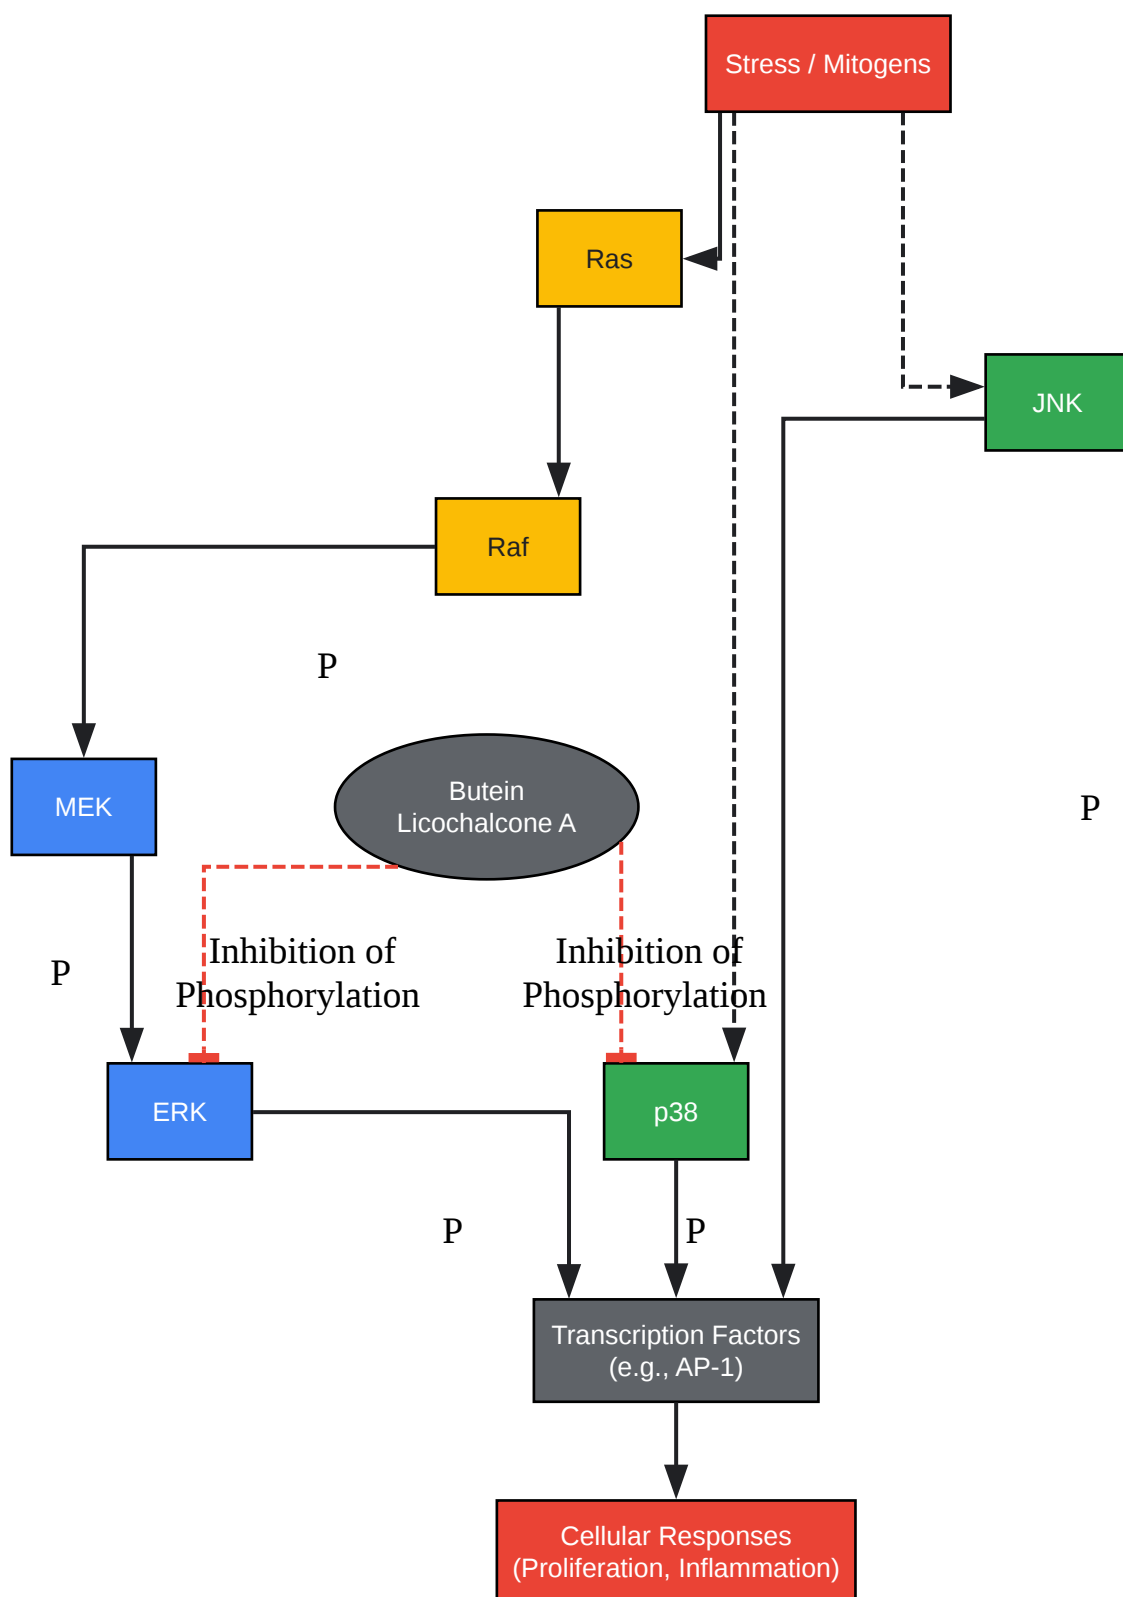 Stress / Mitogens
Ras
JNK
Raf
P
Butein
Licochalcone A
MEK
P
Inhibition of
Phosphorylation
Inhibition of
Phosphorylation
P
ERK
p38
P
P
Transcription Factors
(e.g., AP-1)
Cellular Responses
(Proliferation, Inflammation)